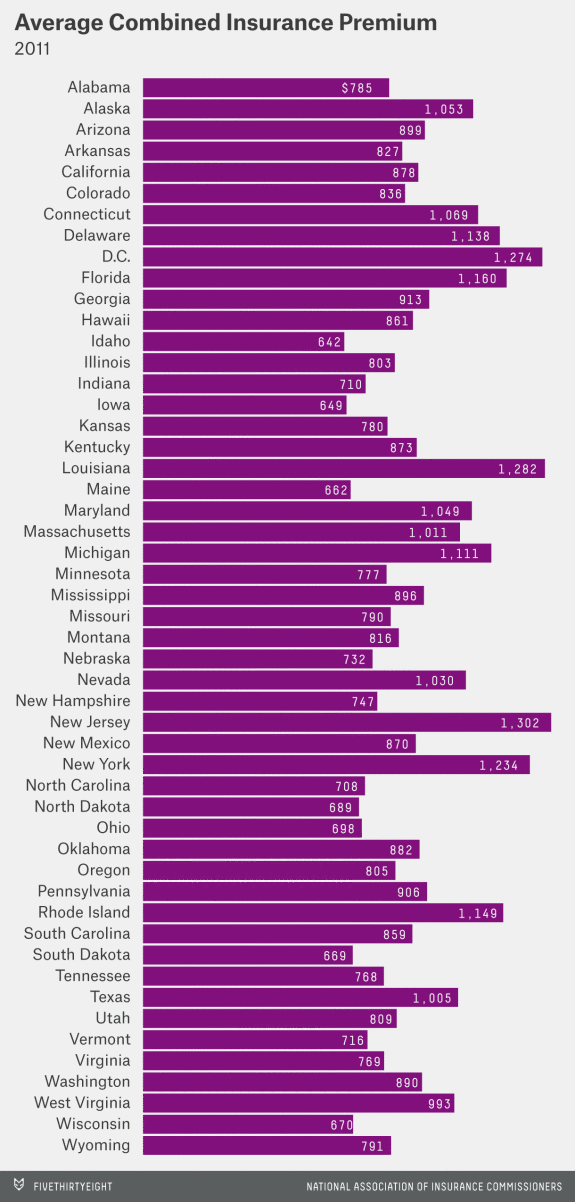 Average Combined Insurance Premium
2011
Alabama $785
Alaska 1,053
Arizona 899
Arkansas 827
California 878
Colorado 836
Connecticut 1,069
Delaware 1,138
D.C. 1,274
Florida 1,160
Georgia 913
Hawaii 861
Idaho 642
Illinois 803
Indiana 710
Iowa 649
Kansas 780
Kentucky 873
Louisiana 1,282
Maine 662
Maryland 1,049
Massachusetts 1,011
Michigan 1,111
Minnesota 777
Mississippi 896
Missouri 790
Montana 816
Nebraska 732
Nevada 1,030
New Hampshire 747
New Jersey 1,302
New Mexico 870
New York 1,234
North Carolina 708
North Dakota 689
Ohio 698
Oklahoma 882
Oregon 805
Pennsylvania 906
Rhode Island 1,149
South Carolina 859
South Dakota 669
Tennessee 768
Texas 1,005
Utah 809
Vermont 716
Virginia 769
Washington 890
West Virginia 993
Wisconsin 670
Wyoming 791
FIVETHIRTYEIGHT NATIONAL ASSOCIATION OF INSURANCE COMMISSIONERS